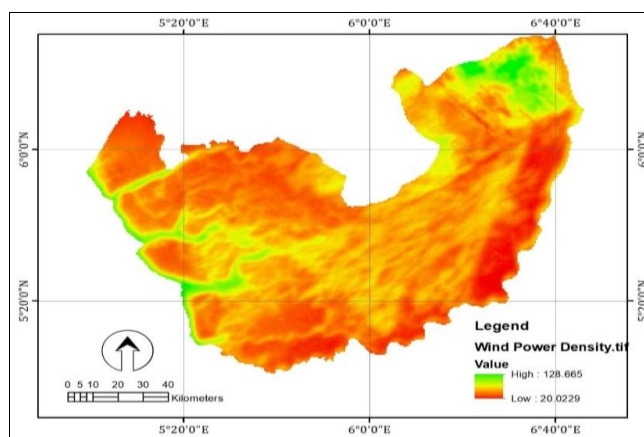 5°20'0"E 6°0'0"E 6°40'0"E
6°0'0"N 6°0'0"N
5°20'0"N 5°20'0"N
Legend
Wind Power Density.tif
Value
High : 128.665
Low : 20.0229
0 5 10 20 30 40
Kilometers
5°20'0"E 6°0'0"E 6°40'0"E